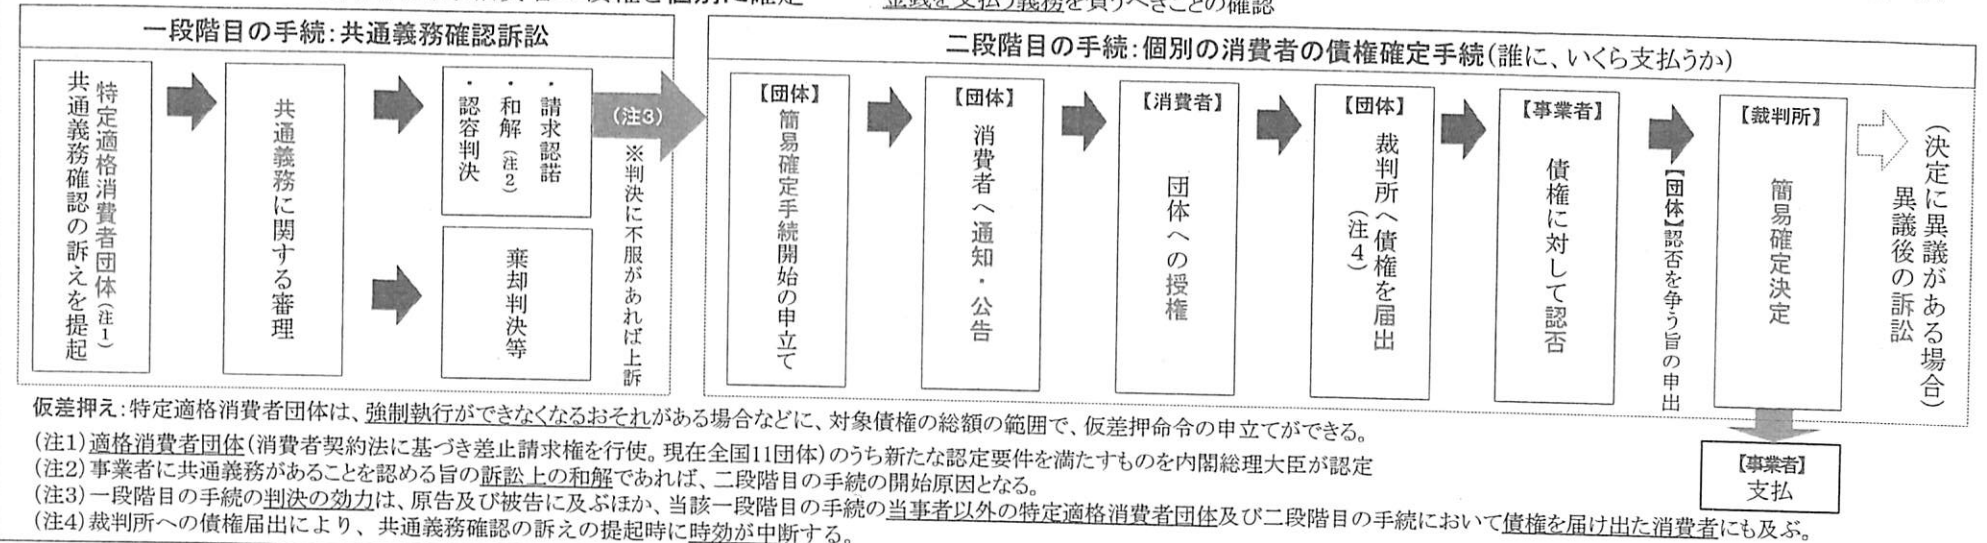 金銭を支払う義務を負うべきことの確認
一段階目の手続：共通義務確認訴訟
特定適格消費者団体（注１）
共通義務確認の訴えを提起
共通義務に関する審理
・請求認諾
・和解（注２）
・認容判決
棄却判決等
（注３）
※判決に不服があれば上訴
二段階目の手続：個別の消費者の債権確定手続（誰に、いくら支払うか）
【団体】
簡易確定手続開始の申立て
【団体】
消費者へ通知・公告
【消費者】
団体への授権
【団体】
裁判所へ債権を届出
（注４）
【事業者】
債権に対して認否
【団体】認否を争う旨の申出
【裁判所】
簡易確定決定
（決定に異議がある場合）
異議後の訴訟
【事業者】
支払
仮差押え：特定適格消費者団体は、強制執行ができなくなるおそれがある場合などに、対象債権の総額の範囲で、仮差押命令の申立てができる。
（注１）適格消費者団体（消費者契約法に基づき差止請求権を行使。現在全国11団体）のうち新たな認定要件を満たすものを内閣総理大臣が認定
（注２）事業者に共通義務があることを認める旨の訴訟上の和解であれば、二段階目の手続の開始原因となる。
（注３）一段階目の手続の判決の効力は、原告及び被告に及ぶほか、当該一段階目の手続の当事者以外の特定適格消費者団体及び二段階目の手続において債権を届け出た消費者にも及ぶ。
（注４）裁判所への債権届出により、共通義務確認の訴えの提起時に時効が中断する。